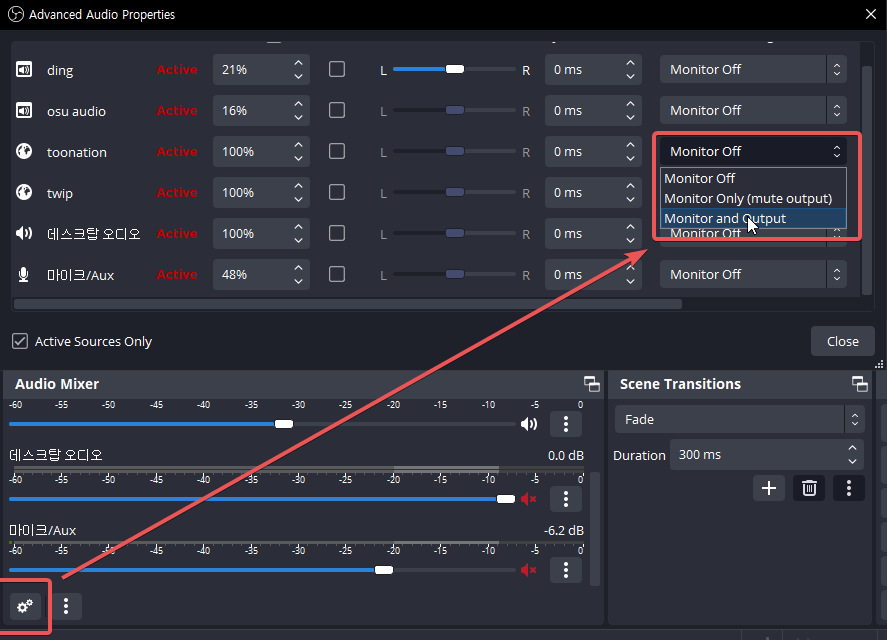 Advanced Audio Properties
ding Active 21% L R 0 ms Monitor Off
osu audio Active 16% L R 0 ms Monitor Off
toonation Active 100% L R 0 ms Monitor Off
Monitor Off
Monitor Only (mute output)
Monitor and Output
twip Active 100% L R 0 ms
데스크탑 오디오 Active 100% L R 0 ms Monitor Off
마이크/Aux Active 48% L R 0 ms Monitor Off
Active Sources Only
Close
Audio Mixer
-60 -55 -50 -45 -40 -35 -30 -25 -20 -15 -10 -5 0
데스크탑 오디오 0.0 dB
-60 -55 -50 -45 -40 -35 -30 -25 -20 -15 -10 -5 0
마이크/Aux -6.2 dB
-60 -55 -50 -45 -40 -35 -30 -25 -20 -15 -10 -5 0
Scene Transitions
Fade
Duration 300 ms